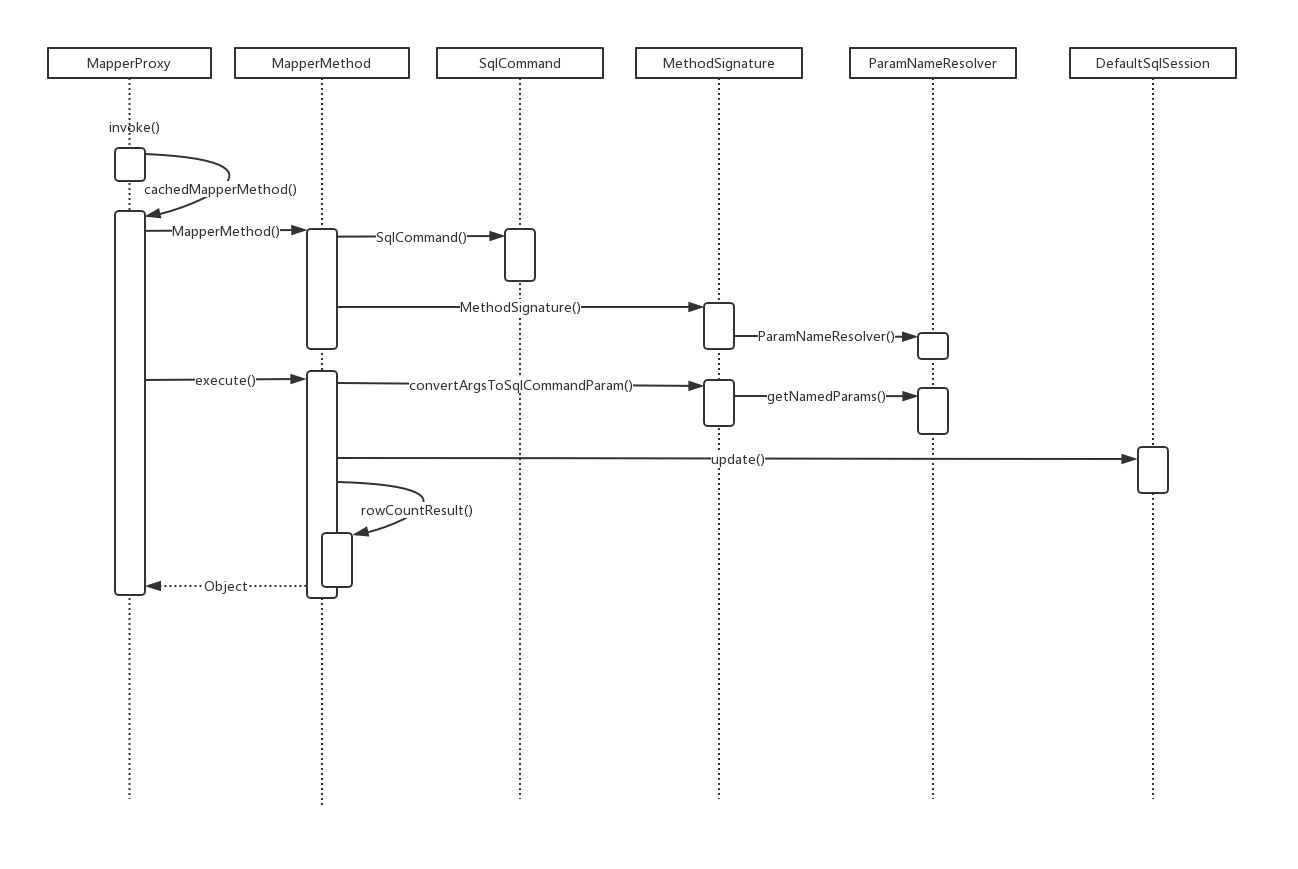 MapperProxy
MapperMethod
SqlCommand
MethodSignature
ParamNameResolver
DefaultSqlSession
invoke()
cachedMapperMethod()
MapperMethod()
SqlCommand()
MethodSignature()
ParamNameResolver()
execute()
convertArgsToSqlCommandParam()
getNamedParams()
update()
rowCountResult()
Object